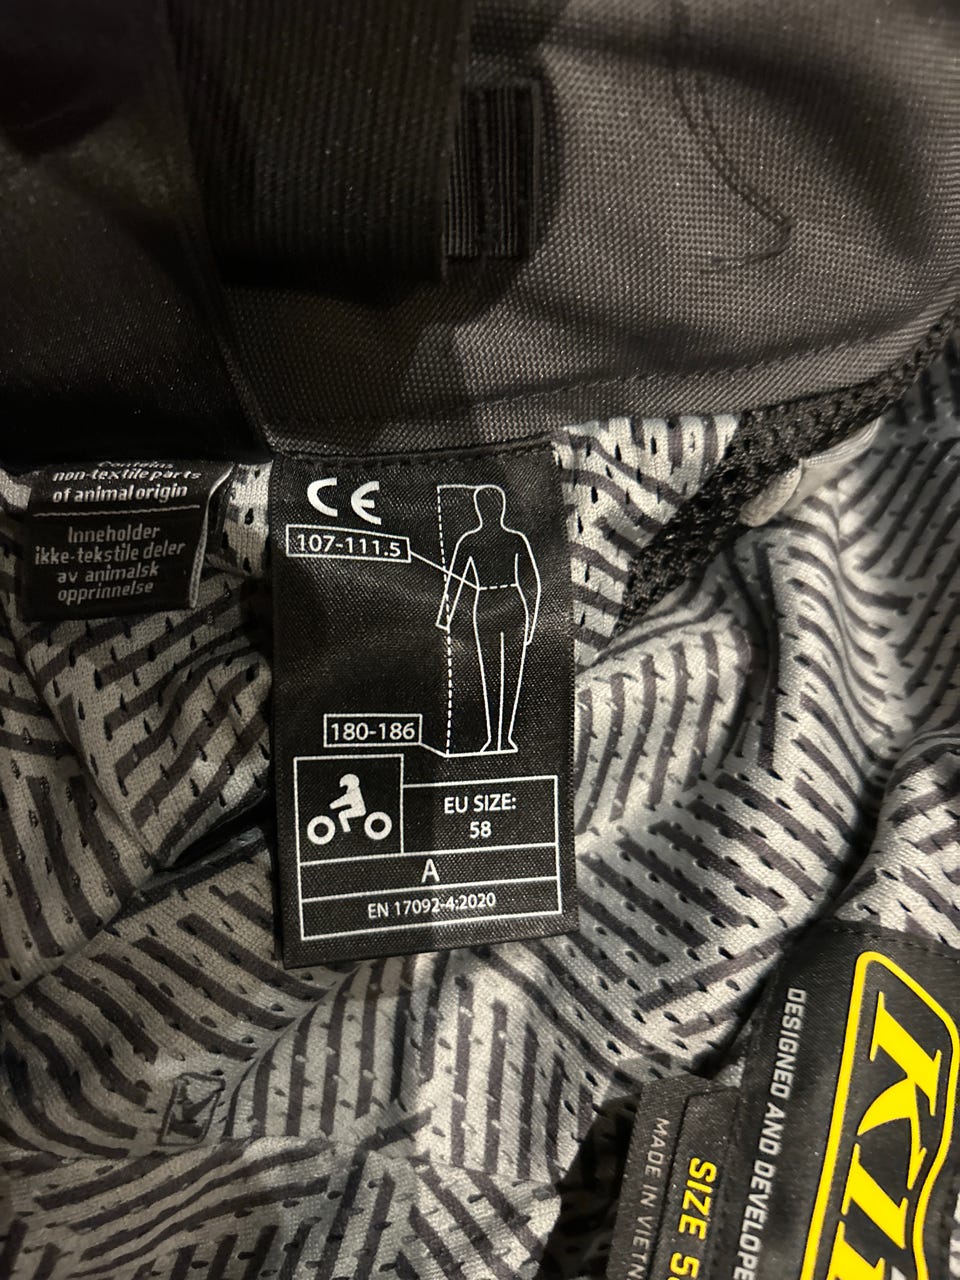 Contains
non-textile parts
of animal origin
Inneholder
ikke-tekstile deler
av animalsk
opprinnelse
CE
107-111.5
180-186
EU SIZE:
58
A
EN 17092-4:2020
DESIGNED AND
MADE IN
SIZE